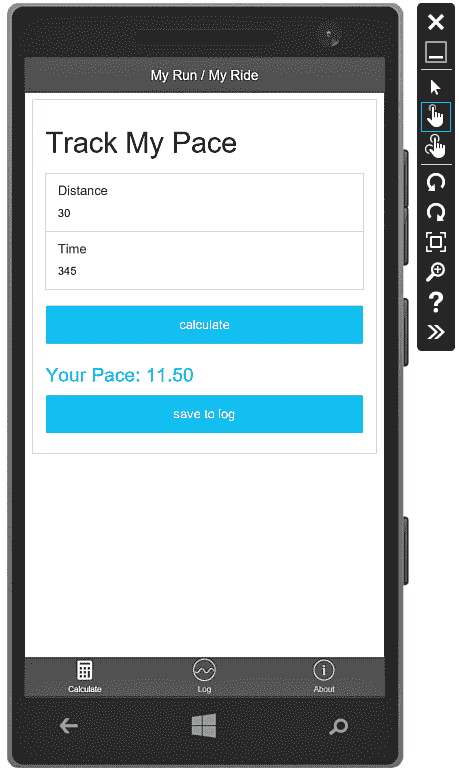 My Run / My Ride
Track My Pace
Distance
30
Time
345
calculate
Your Pace: 11.50
save to log
Calculate
Log
About